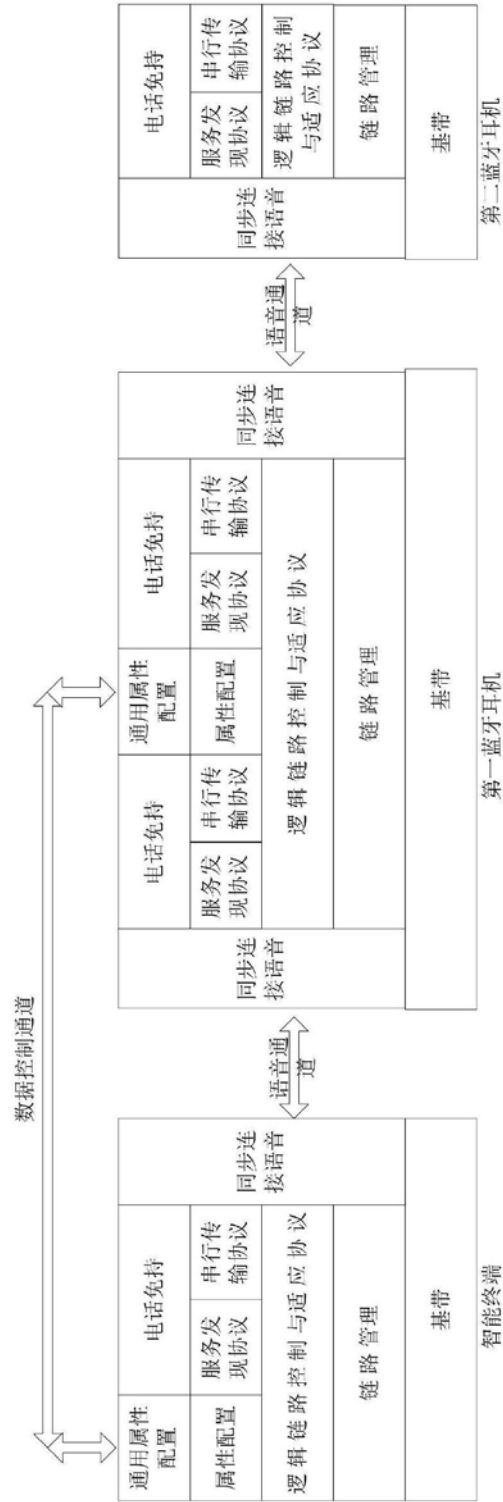 数据控制通道
通用属性
配置
电话免持
属性配置
服务发
现协议
串行传
输协议
逻辑链路控制与适应协议
链路管理
同步连
接语音
基带
智能终端
语音通
道
同步连
接语音
电话免持
服务发
现协议
串行传
输协议
通用属性
配置
属性配置
电话免持
服务发
现协议
串行传
输协议
逻辑链路控制与适应协议
链路管理
同步连
接语音
基带
第一蓝牙耳机
语音通
道
同步连
接语音
电话免持
服务发
现协议
串行传
输协议
逻辑链路控制
与适应协议
链路管理
基带
第二蓝牙耳机